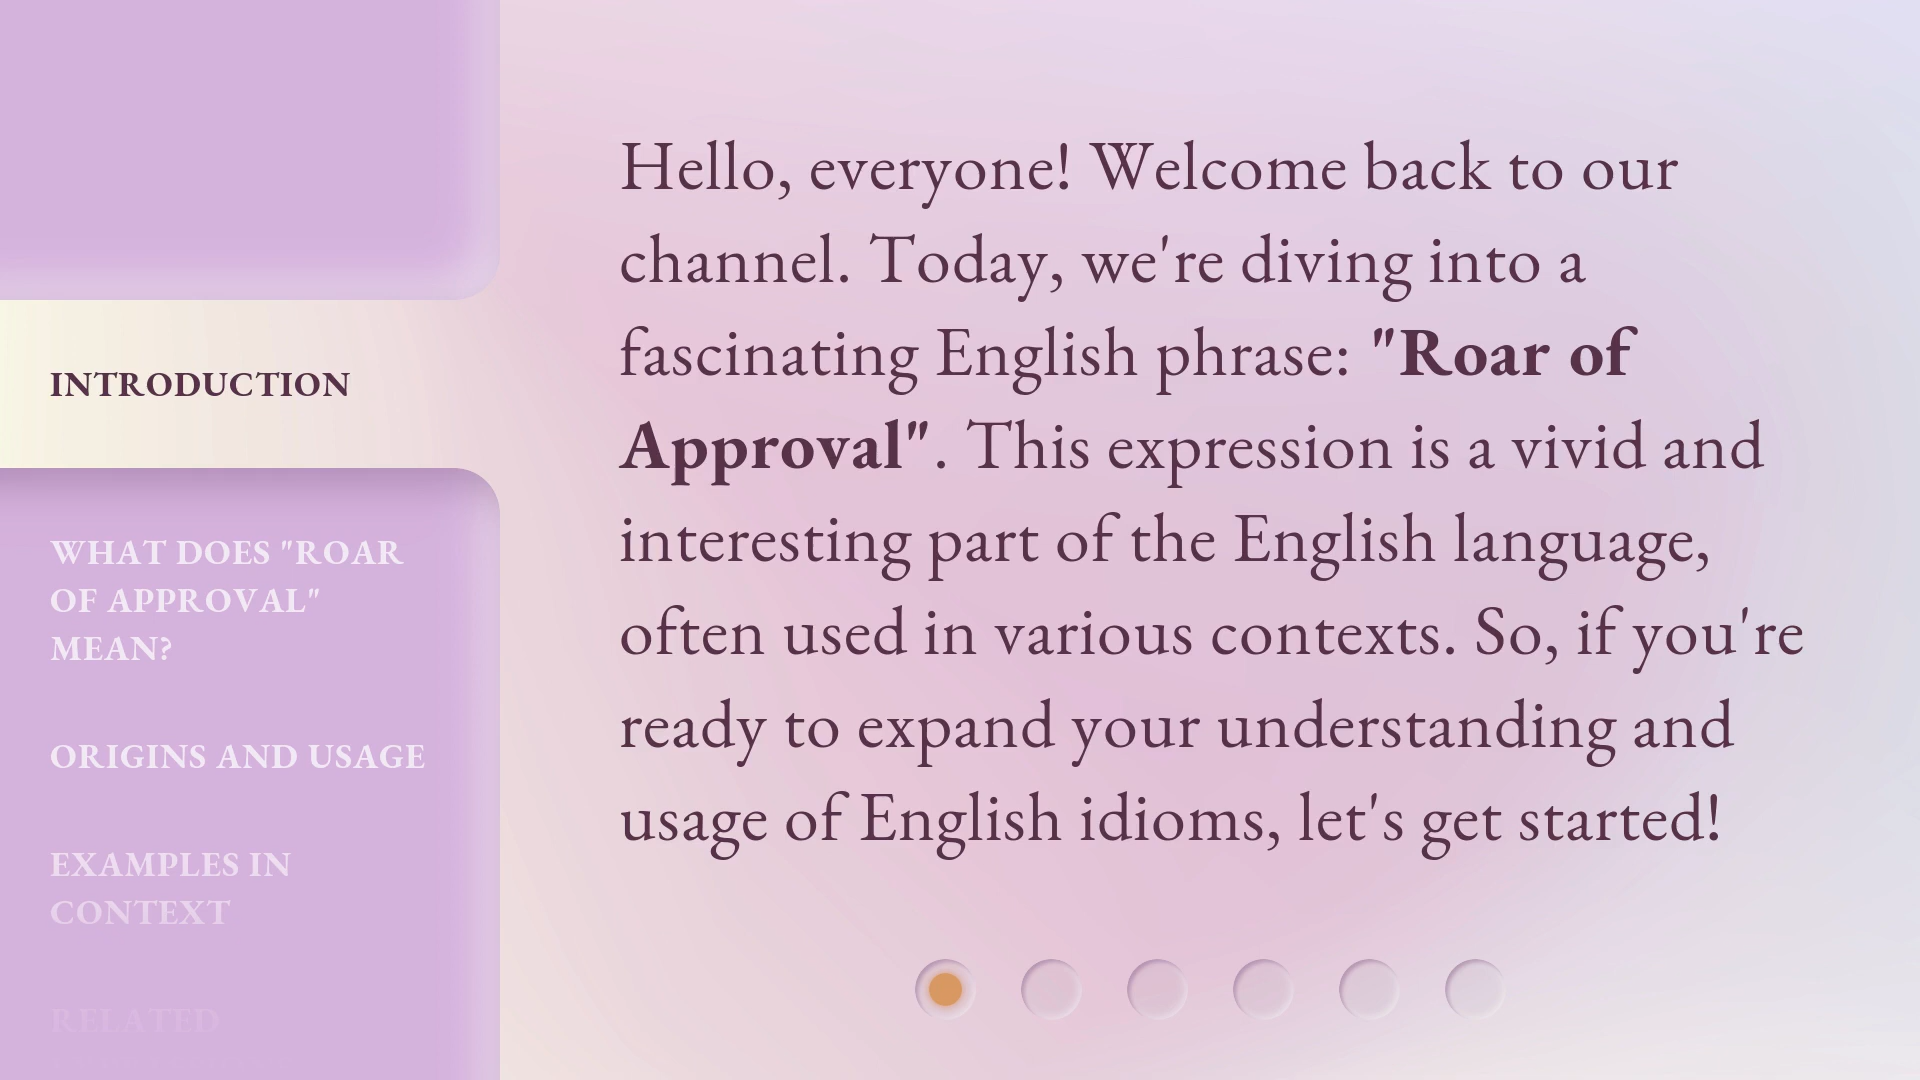 INTRODUCTION
WHAT DOES "ROAR
OF APPROVAL"
MEAN?
ORIGINS AND USAGE
EXAMPLES IN
CONTEXT
RELATED
Hello, everyone! Welcome back to our
channel. Today, we're diving into a
fascinating English phrase: "Roar of
Approval". This expression is a vivid and
interesting part of the English language,
often used in various contexts. So, if you're
ready to expand your understanding and
usage of English idioms, let's get started!